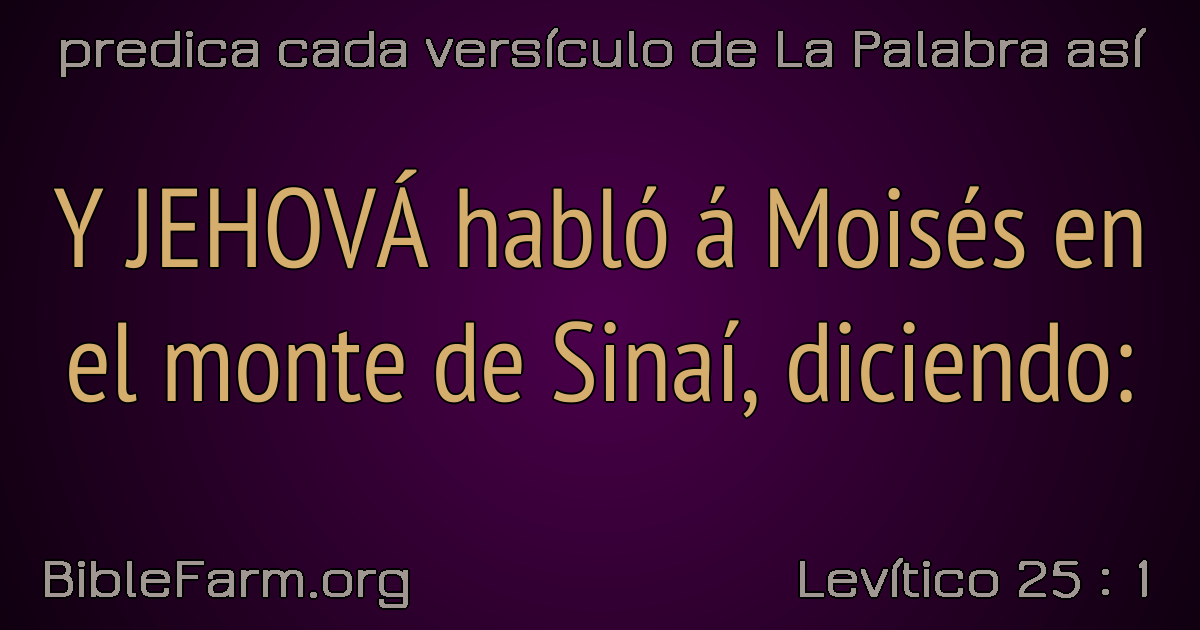 predica cada versículo de La Palabra así
Y JEHOVÁ habló á Moisés en
el monte de Sinaí, diciendo:
BibleFarm.org
Levítico 25 : 1